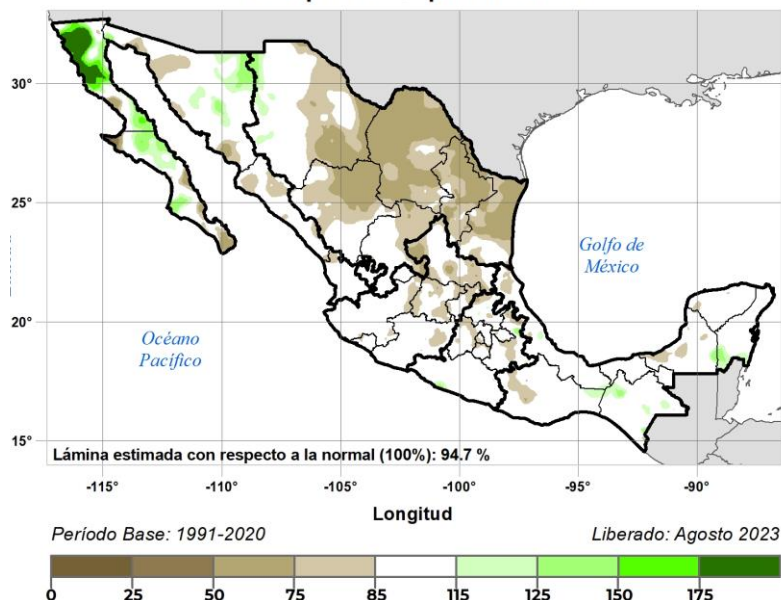 30°
25°
20°
15°
Golfo de
México
Océano
Pacífico
Lámina estimada con respecto a la normal (100%): 94.7 %
-115° -110° -105° -100° -95° -90°
Longitud
Período Base: 1991-2020 Liberado: Agosto 2023
0 25 50 75 85 115 125 150 175